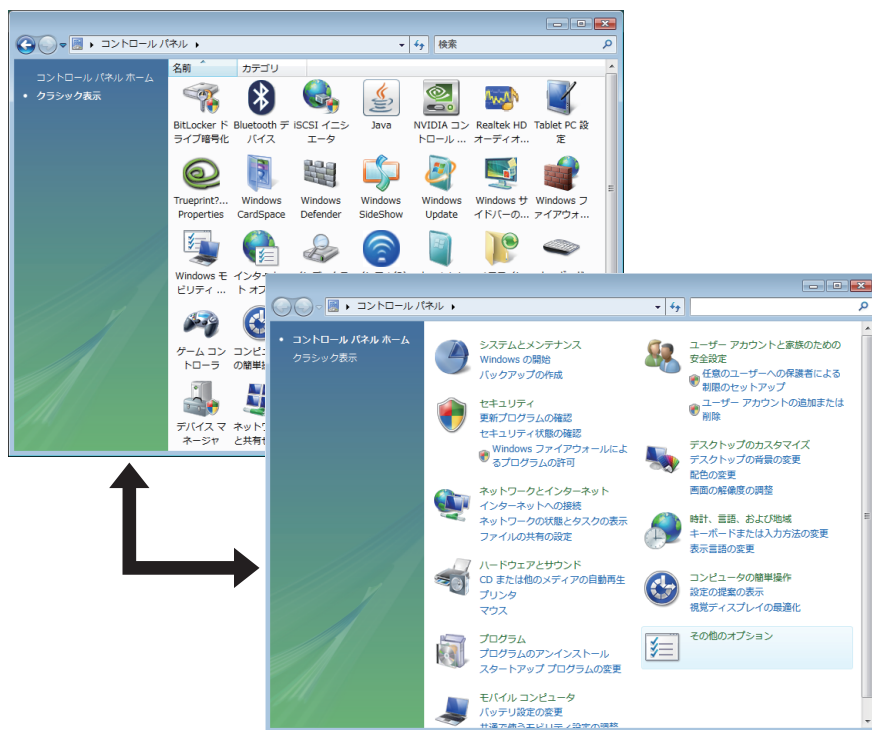 コントロール パネル
検索
コントロール パネル ホーム
クラシック表示
名前 カテゴリ
BitLocker ド
ライブ暗号化
Bluetooth デ
バイス
iSCSI イニシ
エータ
Java
NVIDIA コン
トロール ...
Realtek HD
オーディオ...
Tablet PC 設
定
Trueprint?...
Properties
Windows
CardSpace
Windows
Defender
Windows
SideShow
Windows
Update
Windows サ
イドバーの...
Windows フ
ァイアウォ...
Windows モ
ビリティ ...
ゲーム コン
トローラ
デバイス マ
ネージャ
コントロール パネル
コントロール パネル ホーム
クラシック表示
システムとメンテナンス
Windows の開始
バックアップの作成
セキュリティ
更新プログラムの確認
セキュリティ状態の確認
Windows ファイアウォールによ
るプログラムの許可
ネットワークとインターネット
インターネットへの接続
ネットワークの状態とタスクの表示
ファイルの共有の設定
ハードウェアとサウンド
CD または他のメディアの自動再生
プリンタ
マウス
プログラム
プログラムのアンインストール
スタートアップ プログラムの変更
モバイル コンピュータ
バッテリ設定の変更
共通で使うモビリティ設定の調整
ユーザー アカウントと家族のための
安全設定
任意のユーザーへの保護者による
制限のセットアップ
ユーザー アカウントの追加または
削除
デスクトップのカスタマイズ
デスクトップの背景の変更
配色の変更
画面の解像度の調整
時計、言語、および地域
キーボードまたは入力方法の変更
表示言語の変更
コンピュータの簡単操作
設定の提案の表示
視覚ディスプレイの最適化
その他のオプション